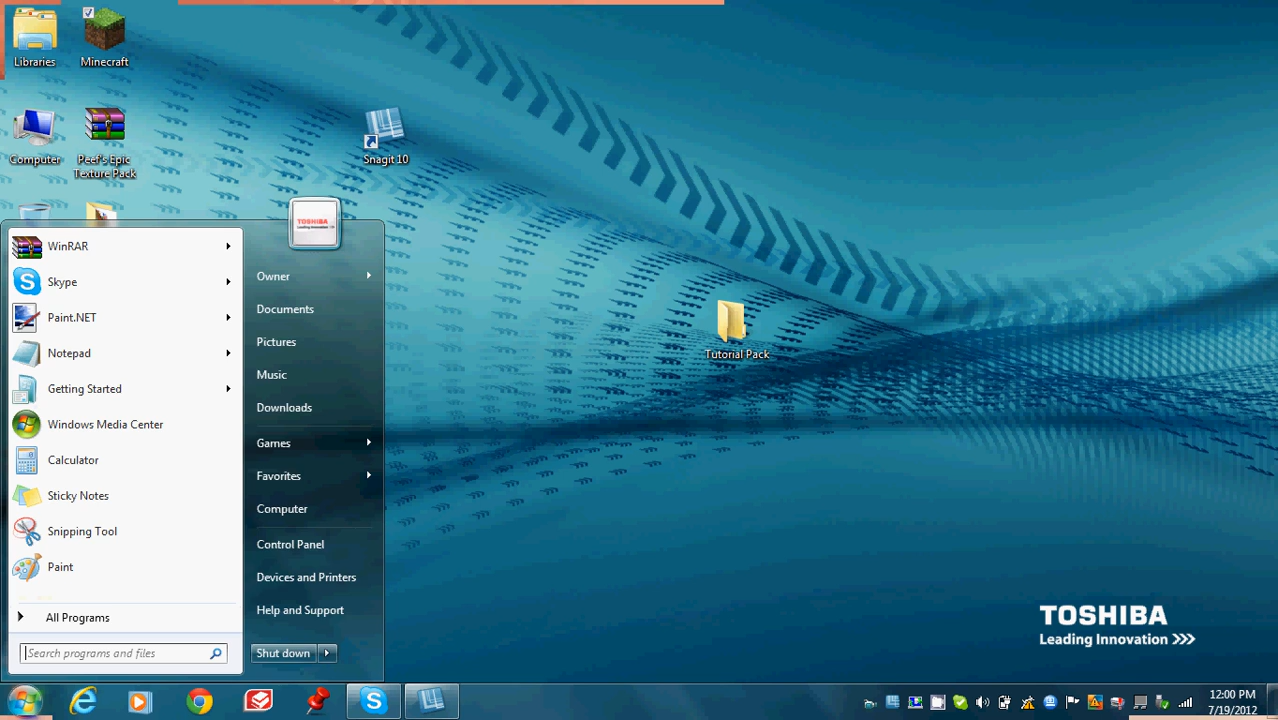 Libraries
Minecraft
Computer
Peef's Epic
Texture Pack
Snagit 10
Tutorial Pack
TOSHIBA
Leading Innovation >>>
WinRAR
Skype
Paint.NET
Notepad
Getting Started
Windows Media Center
Calculator
Sticky Notes
Snipping Tool
Paint
All Programs
Search programs and files
Owner
Documents
Pictures
Music
Downloads
Games
Favorites
Computer
Control Panel
Devices and Printers
Help and Support
Shut down
TOSHIBA
Leading Innovation >>>
12:00 PM
7/19/2012